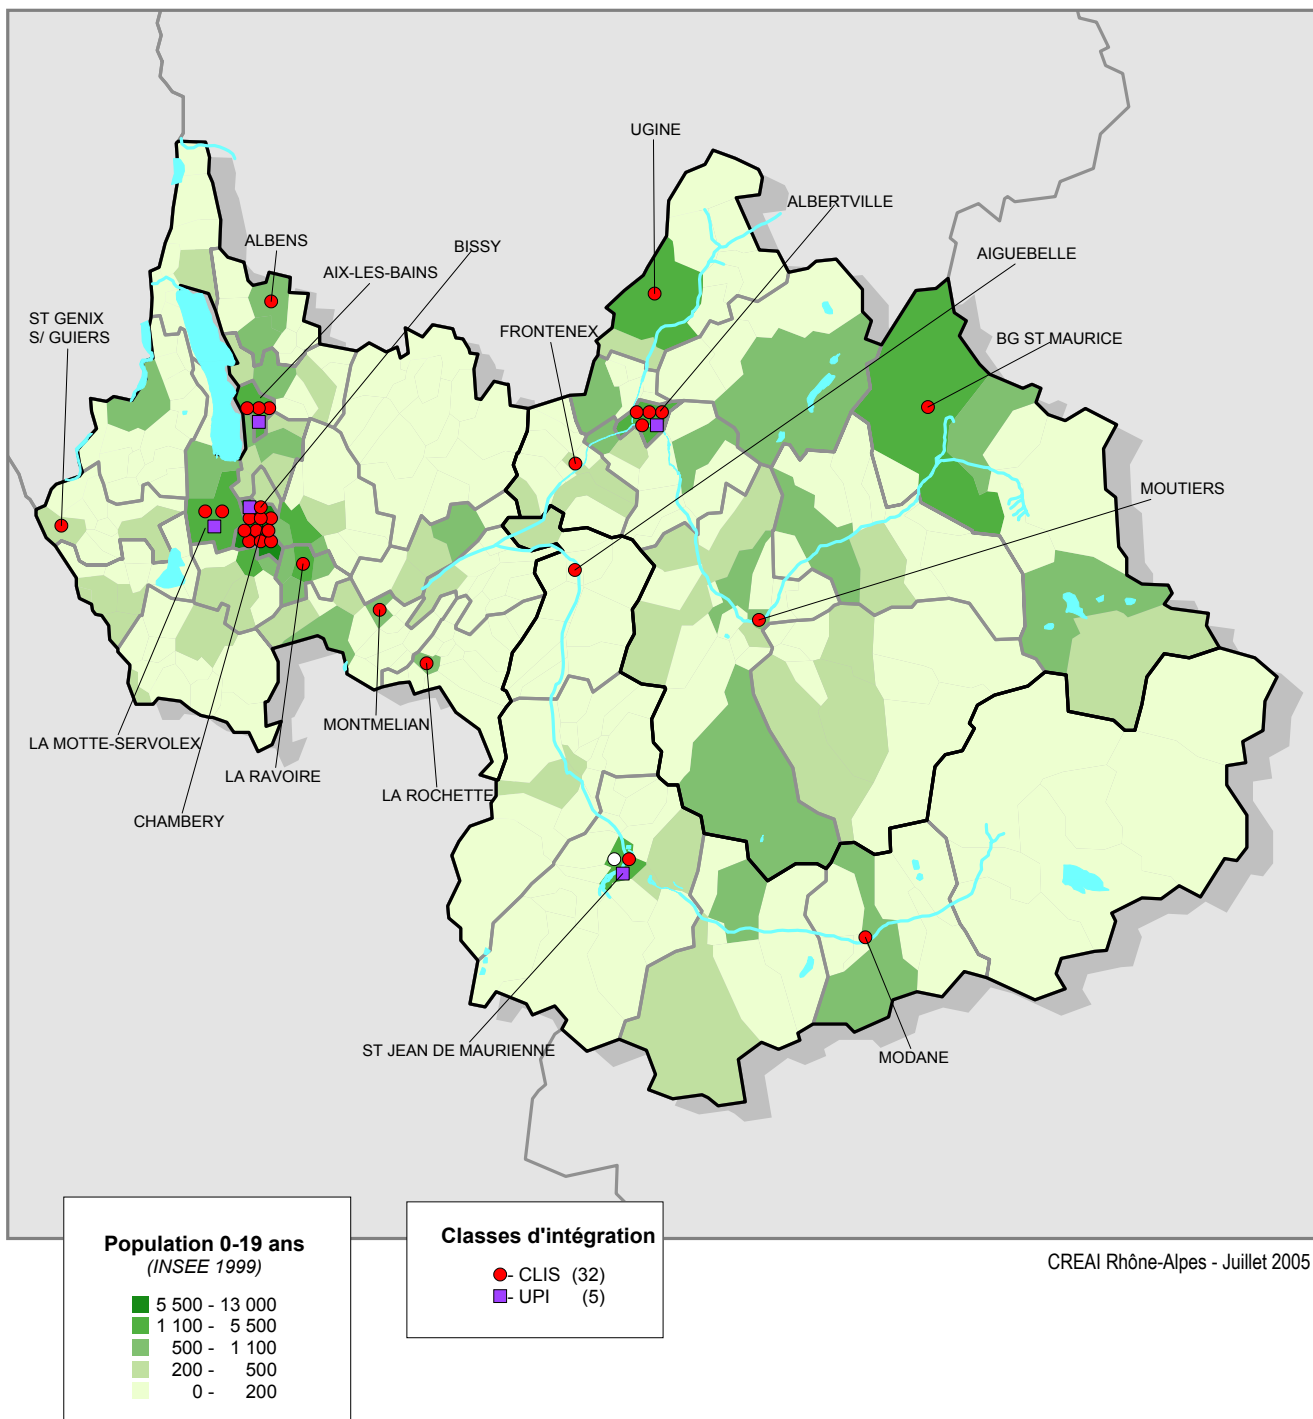 UGINE
ALBERTVILLE
ALBENS
BISSY
AIGUEBELLE
AIX-LES-BAINS
ST GENIX
S/ GUIERS
FRONTENEX
BG ST MAURICE
MOUTIERS
MONTMELIAN
LA MOTTE-SERVOLEX
LA RAVOIRE
LA ROCHETTE
CHAMBERY
ST JEAN DE MAURIENNE
MODANE
Population 0-19 ans
(INSEE 1999)
5 500 - 13 000
1 100 - 5 500
500 - 1 100
200 - 500
0 - 200
Classes d'intégration
- CLIS (32)
- UPI (5)
CREAI Rhône-Alpes - Juillet 2005